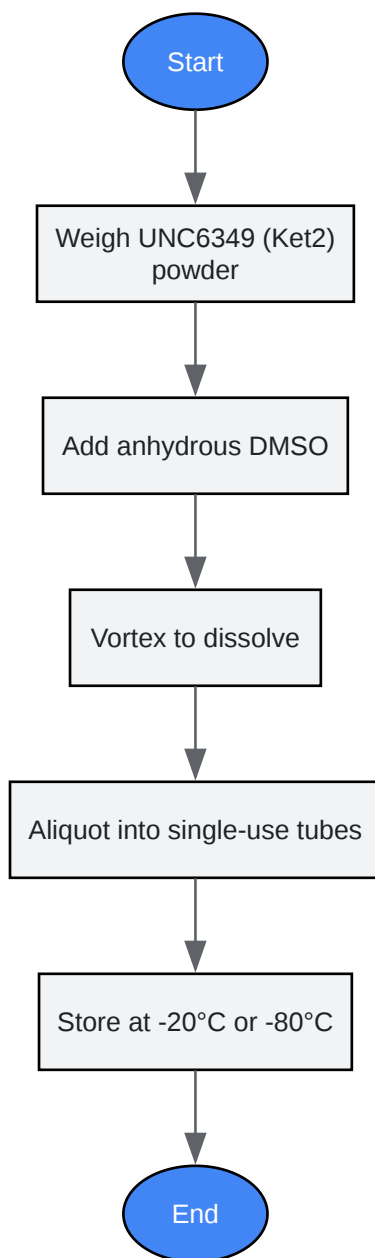 Start
Weigh UNC6349 (Ket2)
powder
Add anhydrous DMSO
Vortex to dissolve
Aliquot into single-use tubes
Store at -20°C or -80°C
End